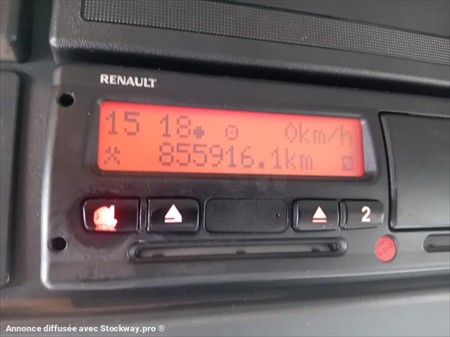 RENAULT
15 18 0km/h
855916.1km
2
Annonce diffusée avec Stockway.pro ®